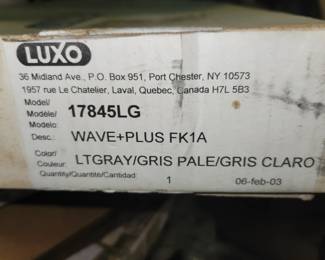 LUXO
36 Midland Ave., P.O. Box 951, Port Chester, NY 10573
1957 rue Le Chatelier, Laval, Quebec, Canada H7L 5B3
Model/
Modèle/ 17845LG
Modelo:
Desc.: WAVE+PLUS FK1A
Color/
Couleur: LTGRAY/GRIS PALE/GRIS CLARO
Quantity/Quantité/Cantidad: 1 06-feb-03